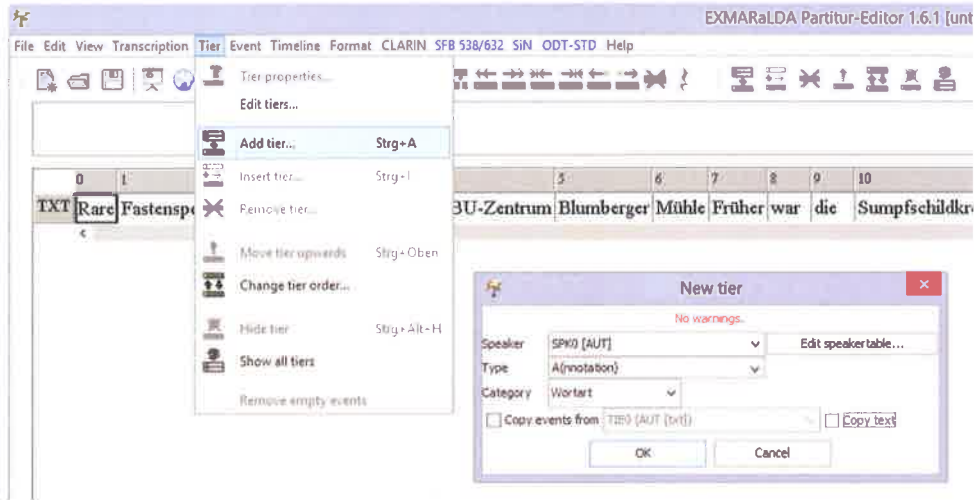 EXMARaLDA Partitur-Editor 1.6.1 [unt
File Edit View Transcription Tier Event Timeline Format CLARIN SFB 538/632 SiN ODT-STD Help
Tier properties...
Edit tiers...
Add tier... Strg+A
Insert tier... Strg+I
Remove tier...
Move tier upwards Strg+Oben
Change tier order...
Hide tier Strg+Alt+H
Show all tiers
Remove empty events
0 1 5 6 7 8 9 10
TXT Rare Fastenspe BU-Zentrum Blumberger Mühle Früher war die Sumpfschildkr
New tier
No warnings.
Speaker SPK0 [AUT] Edit speaker table...
Type A(nnotation)
Category Wortart
Copy events from TIE0 (AUT [txt]) Copy text
OK Cancel